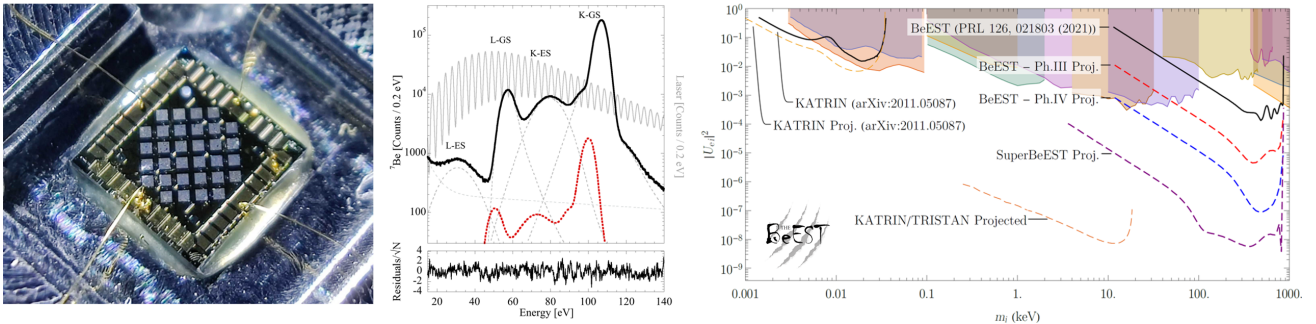 K-GS
L-GS
K-ES
L-ES
10⁵
10⁴
1000
100
⁷Be [Counts / 0.2 eV]
Laser [Counts / 0.2 eV]
Residuals/√N
4
2
0
-2
-4
20
40
60
80
100
120
140
Energy [eV]
10⁰
10⁻¹
10⁻²
10⁻³
10⁻⁴
10⁻⁵
10⁻⁶
10⁻⁷
10⁻⁸
10⁻⁹
|Uₑᵢ|²
BeEST (PRL 126, 021803 (2021))
BeEST – Ph.III Proj.
BeEST – Ph.IV Proj.
KATRIN (arXiv:2011.05087)
KATRIN Proj. (arXiv:2011.05087)
SuperBeEST Proj.
KATRIN/TRISTAN Projected
THE
BeEST
0.001
0.01
0.1
1.
10.
100.
1000.
mᵢ (keV)